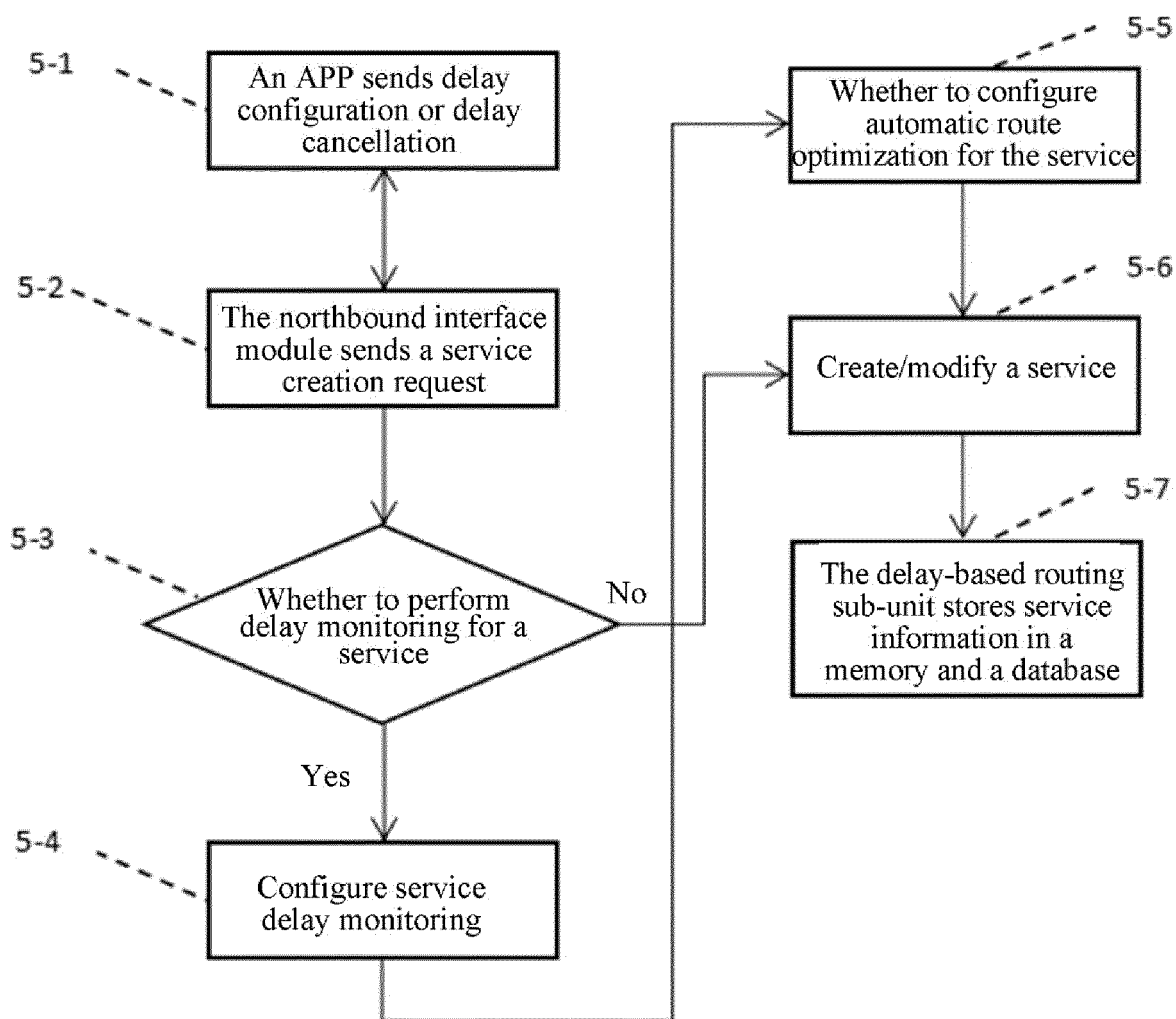 5-1
An APP sends delay
configuration or delay
cancellation
5-2
The northbound interface
module sends a service
creation request
5-3
Whether to perform
delay monitoring for a
service
No
Yes
5-4
Configure service
delay monitoring
5-5
Whether to configure
automatic route
optimization for the service
5-6
Create/modify a service
5-7
The delay-based routing
sub-unit stores service
information in a
memory and a database